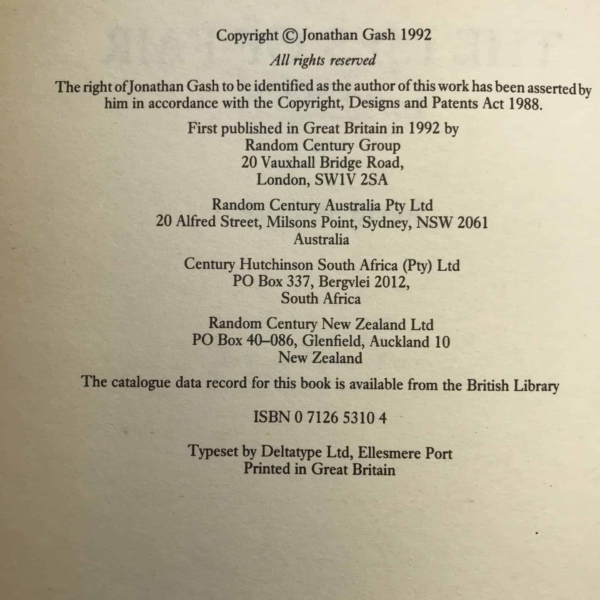 Copyright © Jonathan Gash 1992
All rights reserved
The right of Jonathan Gash to be identified as the author of this work has been asserted by
him in accordance with the Copyright, Designs and Patents Act 1988.
First published in Great Britain in 1992 by
Random Century Group
20 Vauxhall Bridge Road,
London, SW1V 2SA
Random Century Australia Pty Ltd
20 Alfred Street, Milsons Point, Sydney, NSW 2061
Australia
Century Hutchinson South Africa (Pty) Ltd
PO Box 337, Bergvlei 2012,
South Africa
Random Century New Zealand Ltd
PO Box 40–086, Glenfield, Auckland 10
New Zealand
The catalogue data record for this book is available from the British Library
ISBN 0 7126 5310 4
Typeset by Deltatype Ltd, Ellesmere Port
Printed in Great Britain